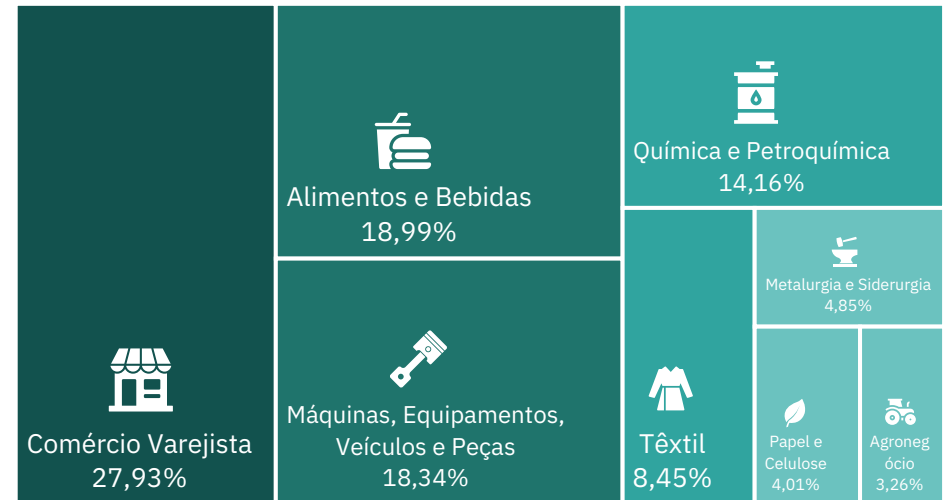 Comércio Varejista
27,93%
Alimentos e Bebidas
18,99%
Máquinas, Equipamentos,
Veículos e Peças
18,34%
Química e Petroquímica
14,16%
Têxtil
8,45%
Metalurgia e Siderurgia
4,85%
Papel e
Celulose
4,01%
Agroneg
ócio
3,26%